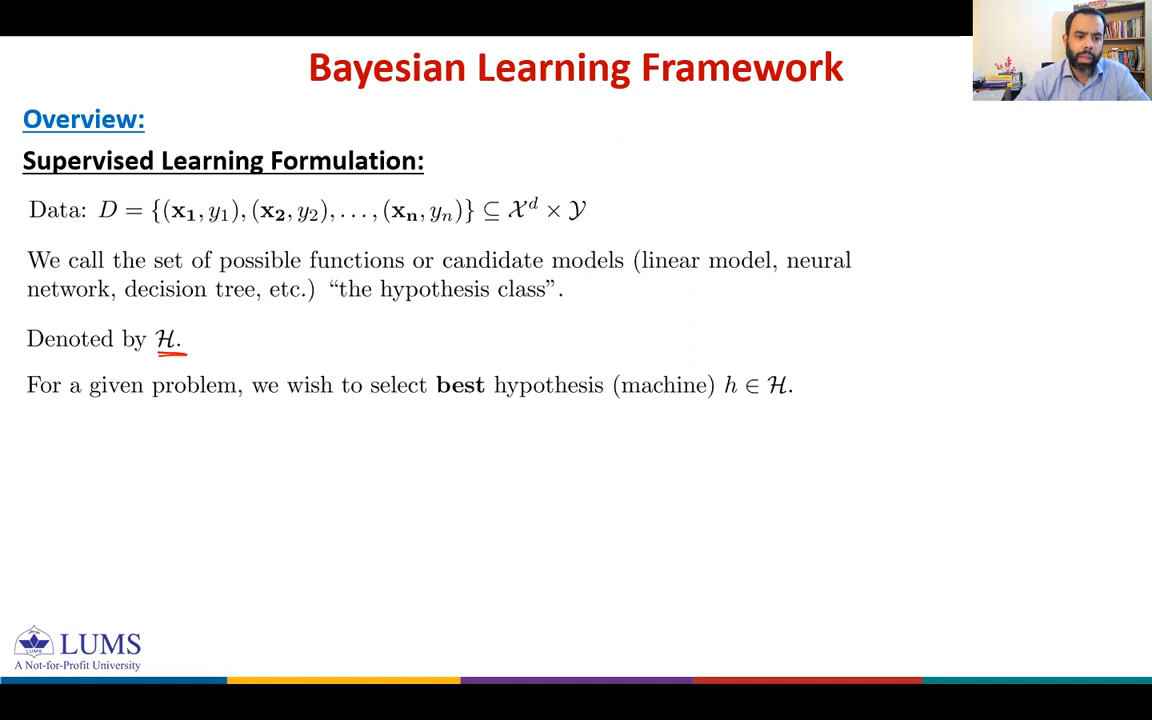 Bayesian Learning Framework
Overview:
Supervised Learning Formulation:
Data: D = {(x₁, y₁), (x₂, y₂), . . . , (xₙ, yₙ)} ⊆ 𝒳ᵈ × 𝒴
We call the set of possible functions or candidate models (linear model, neural
network, decision tree, etc.) “the hypothesis class”.
Denoted by ℋ.
For a given problem, we wish to select best hypothesis (machine) h ∈ ℋ.
LUMS
LUMS
A Not-for-Profit University